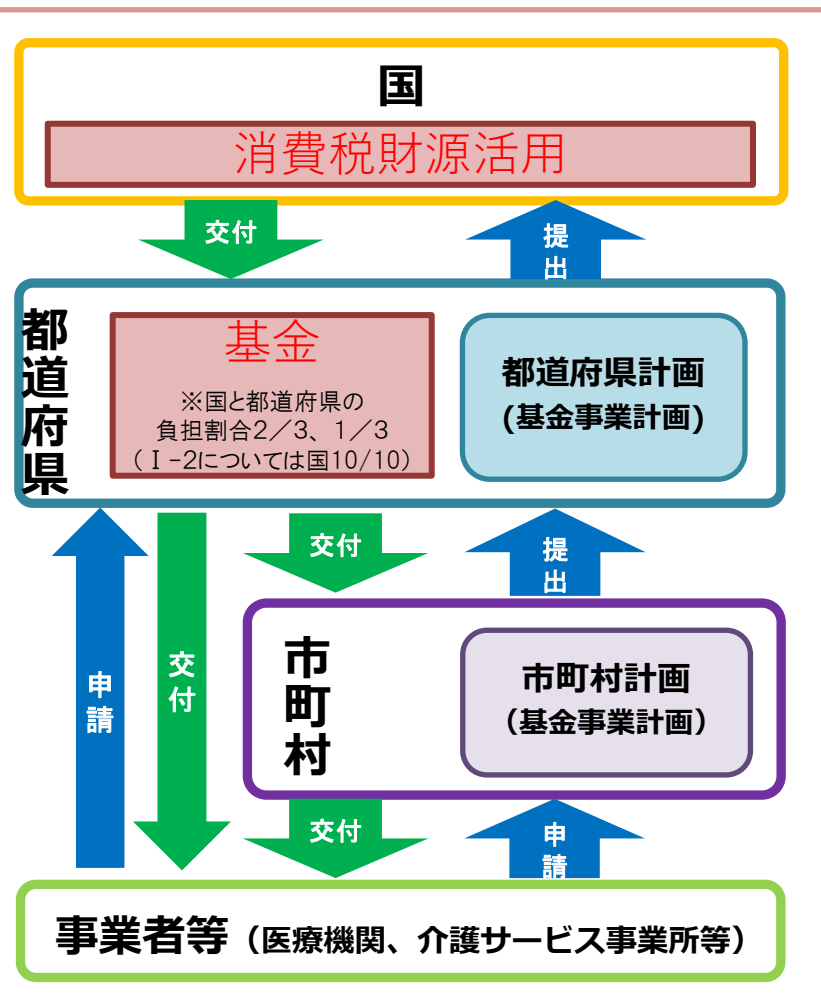 国
消費税財源活用
交付
提出
都道府県
基金
※国と都道府県の
負担割合2／3、1／3
（Ⅰ-2については国10/10）
都道府県計画
(基金事業計画)
申請
交付
交付
提出
市町村
市町村計画
（基金事業計画）
交付
申請
事業者等（医療機関、介護サービス事業所等）